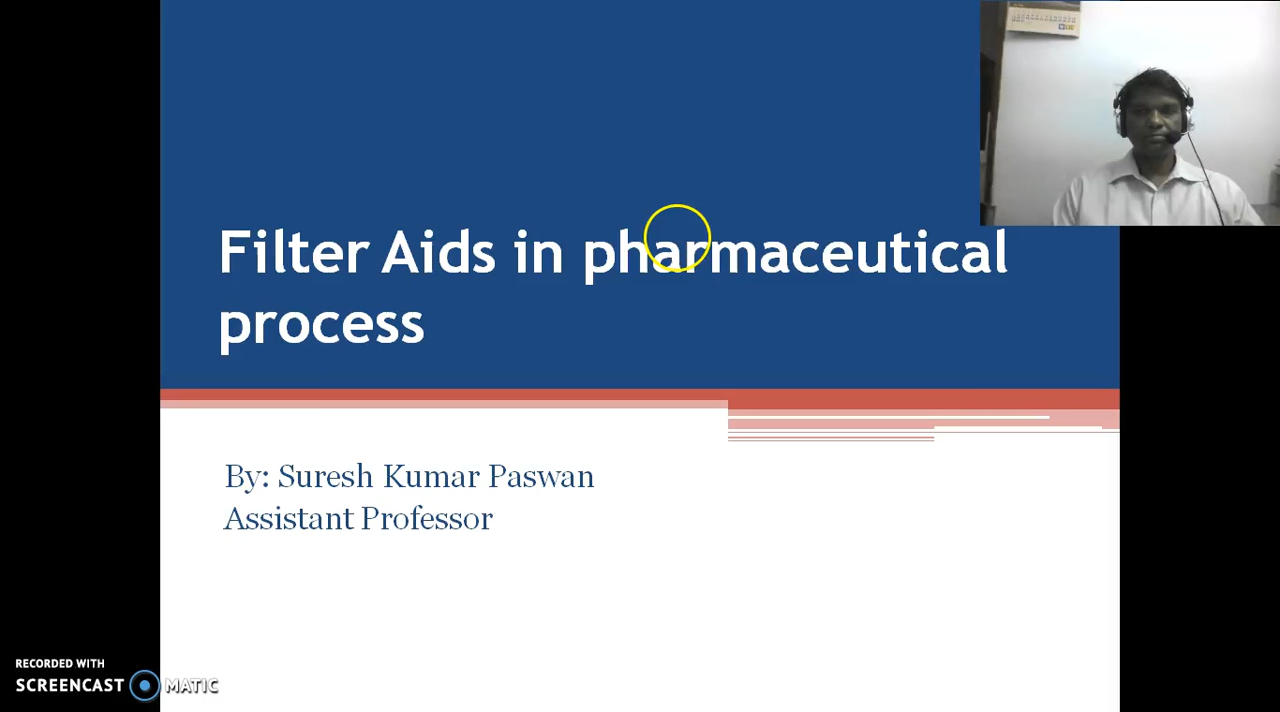 Filter Aids in pharmaceutical
process
By: Suresh Kumar Paswan
Assistant Professor
RECORDED WITH
SCREENCAST MATIC